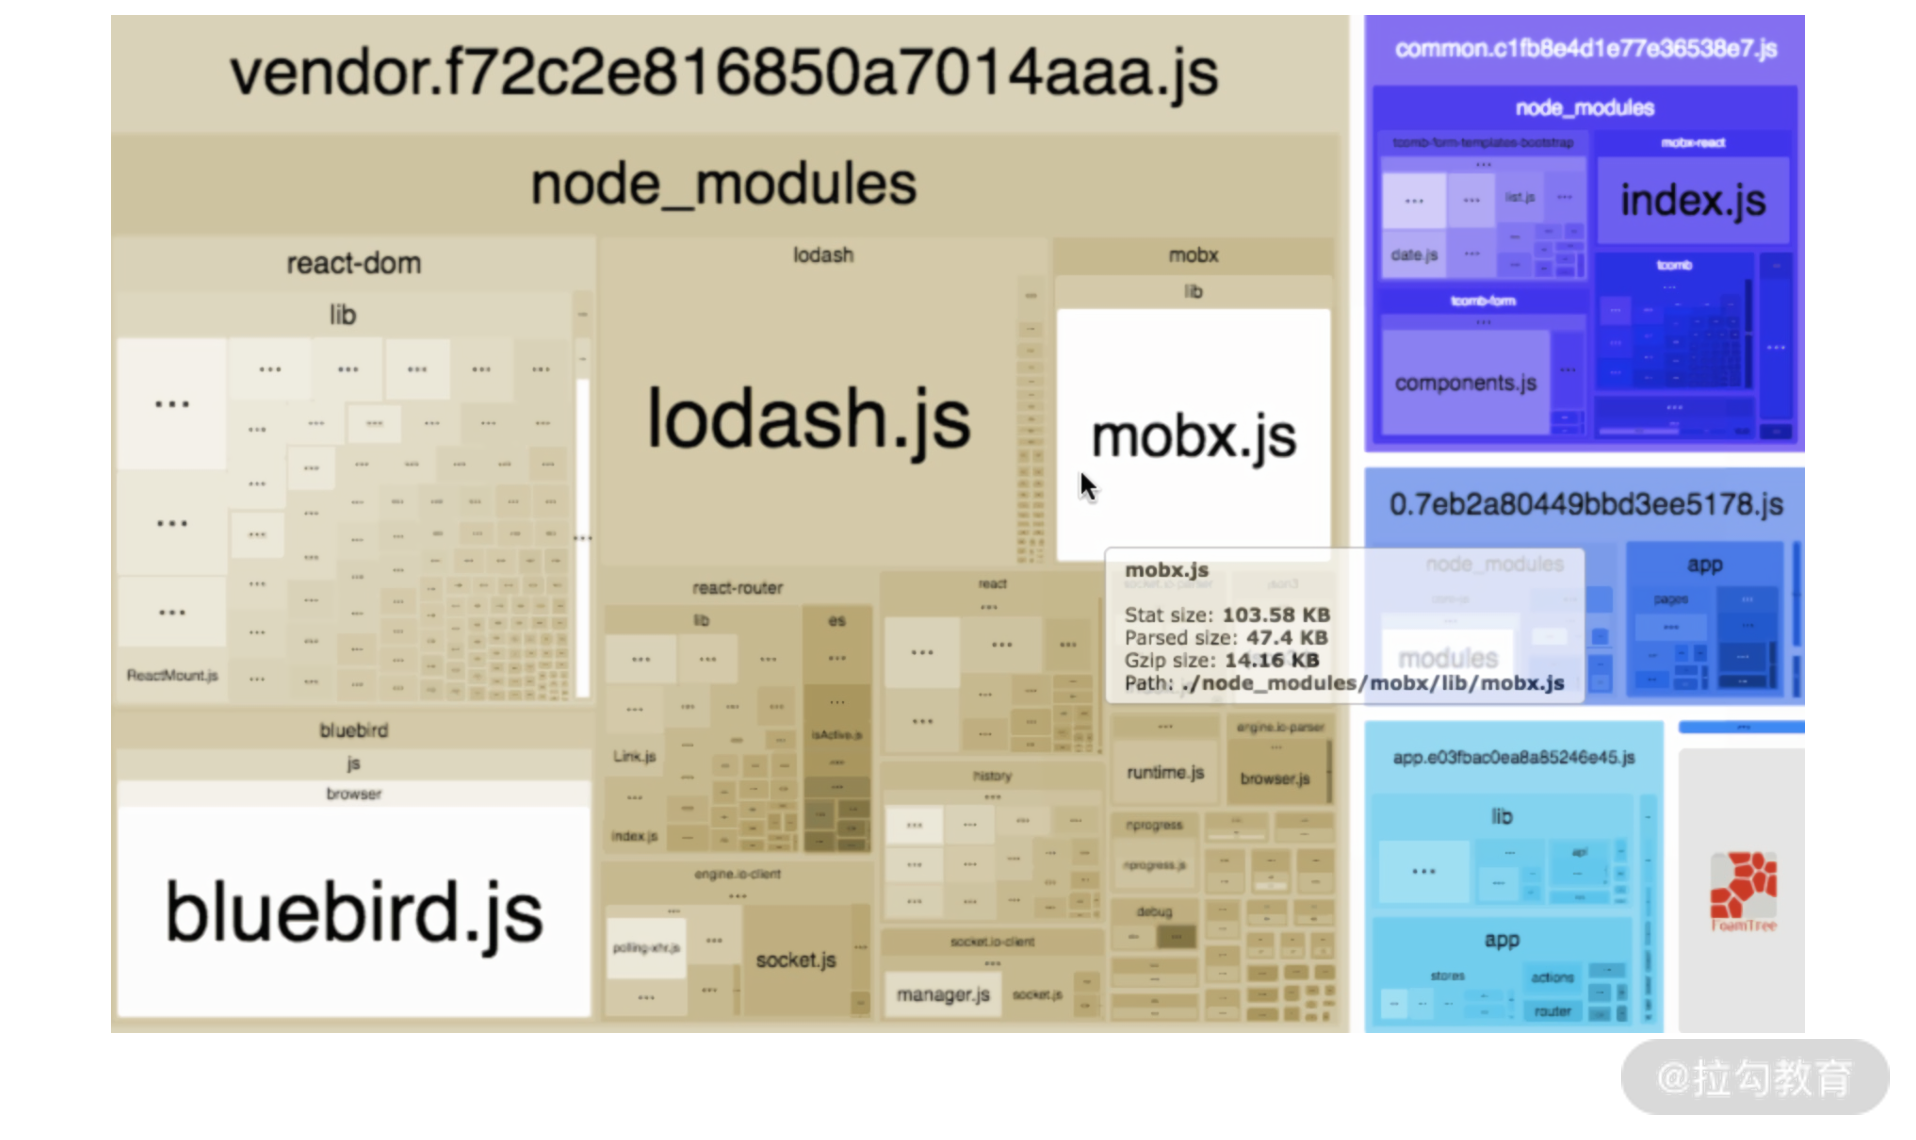 vendor.f72c2e816850a7014aaa.js
node_modules
react-dom
lib
...
ReactMount.js
bluebird
js
browser
bluebird.js
lodash
lodash.js
mobx
lib
mobx.js
react-router
lib
es
isActive.js
Link.js
index.js
engine.io-client
polling-xhr.js
socket.js
react
history
socket.io-client
manager.js
socket.js
mobx.js
Stat size: 103.58 KB
Parsed size: 47.4 KB
Gzip size: 14.16 KB
Path: ./node_modules/mobx/lib/mobx.js
runtime.js
engine.io-parser
browser.js
nprogress
nprogress.js
debug
common.c1fb8e4d1e77e36538e7.js
node_modules
tcomb-form-templates-bootstrap
list.js
date.js
mobx-react
index.js
tcomb-form
components.js
tcomb
0.7eb2a80449bbd3ee5178.js
node_modules
modules
app
pages
app.e03fbac0ea8a85246e45.js
lib
api
app
stores
actions
router
FoamTree
@拉勾教育